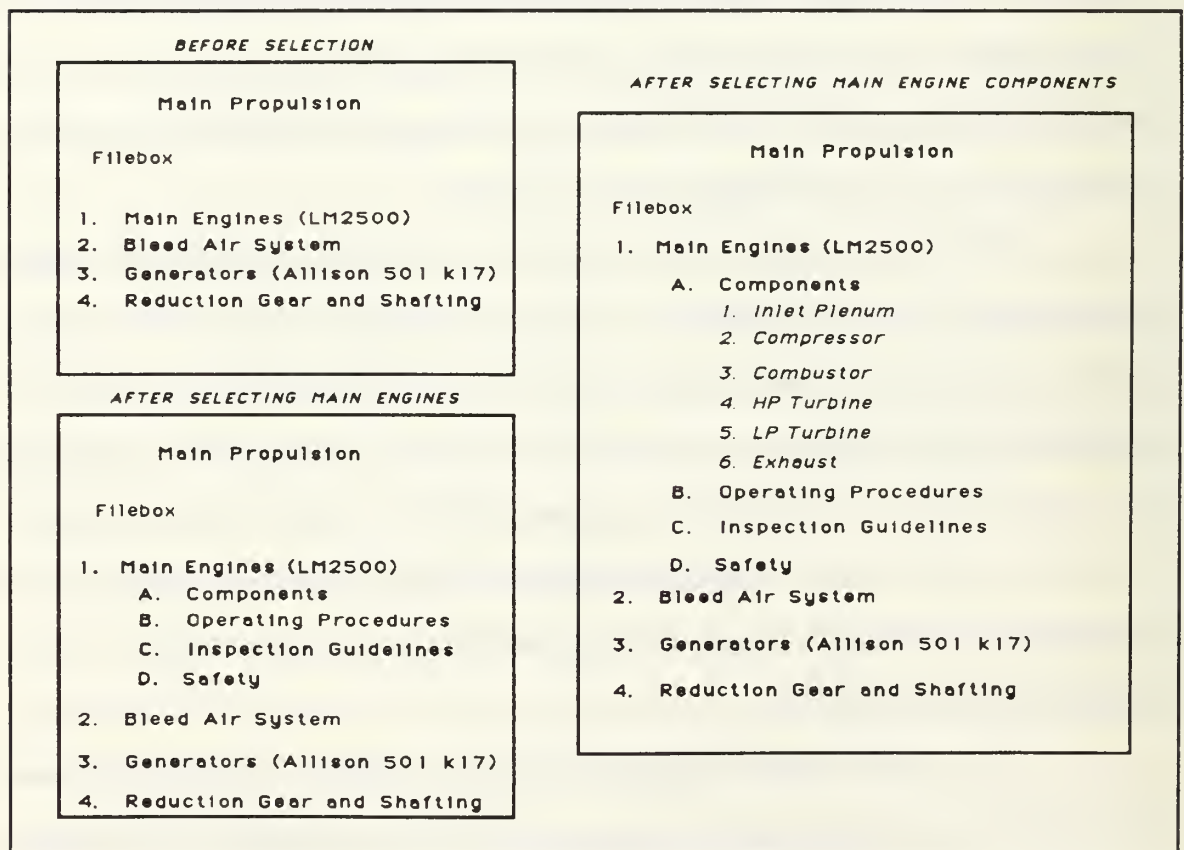 BEFORE SELECTION
Main Propulsion
Filebox
1. Main Engines (LM2500)
2. Bleed Air System
3. Generators (Allison 501 k17)
4. Reduction Gear and Shafting
AFTER SELECTING MAIN ENGINES
Main Propulsion
Filebox
1. Main Engines (LM2500)
A. Components
B. Operating Procedures
C. Inspection Guidelines
D. Safety
2. Bleed Air System
3. Generators (Allison 501 k17)
4. Reduction Gear and Shafting
AFTER SELECTING MAIN ENGINE COMPONENTS
Main Propulsion
Filebox
1. Main Engines (LM2500)
A. Components
1. Inlet Plenum
2. Compressor
3. Combustor
4. HP Turbine
5. LP Turbine
6. Exhaust
B. Operating Procedures
C. Inspection Guidelines
D. Safety
2. Bleed Air System
3. Generators (Allison 501 k17)
4. Reduction Gear and Shafting